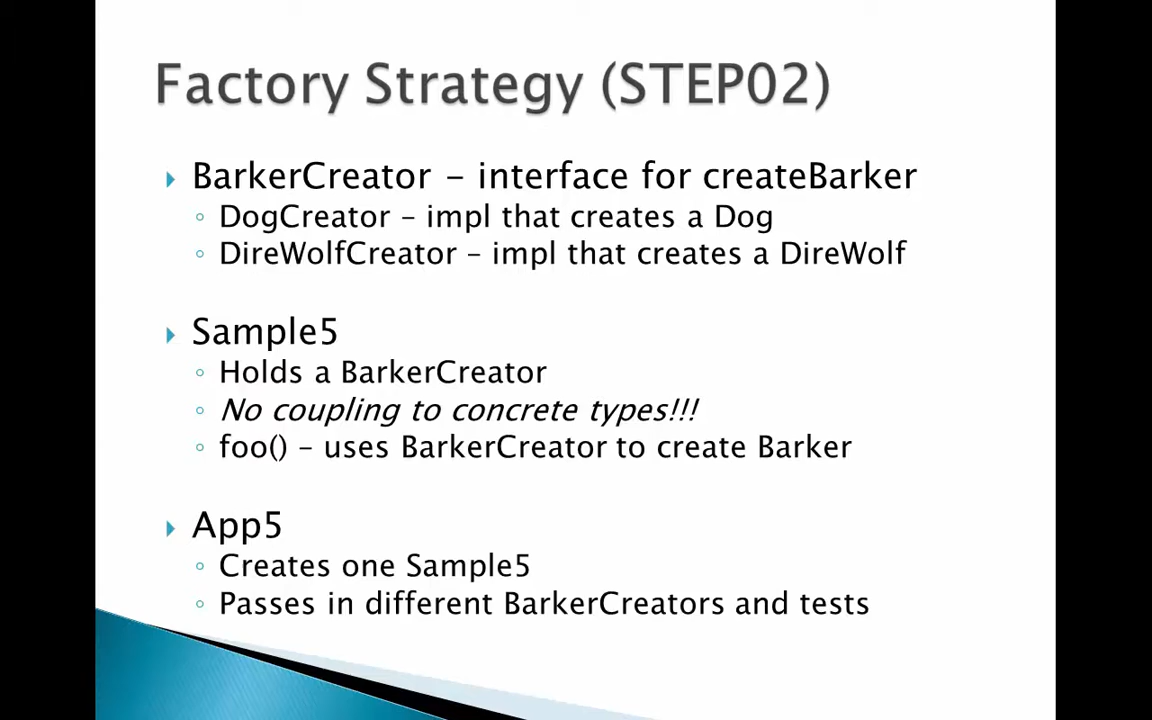 Factory Strategy (STEP02)
BarkerCreator – interface for createBarker
DogCreator – impl that creates a Dog
DireWolfCreator – impl that creates a DireWolf
Sample5
Holds a BarkerCreator
No coupling to concrete types!!!
foo() – uses BarkerCreator to create Barker
App5
Creates one Sample5
Passes in different BarkerCreators and tests